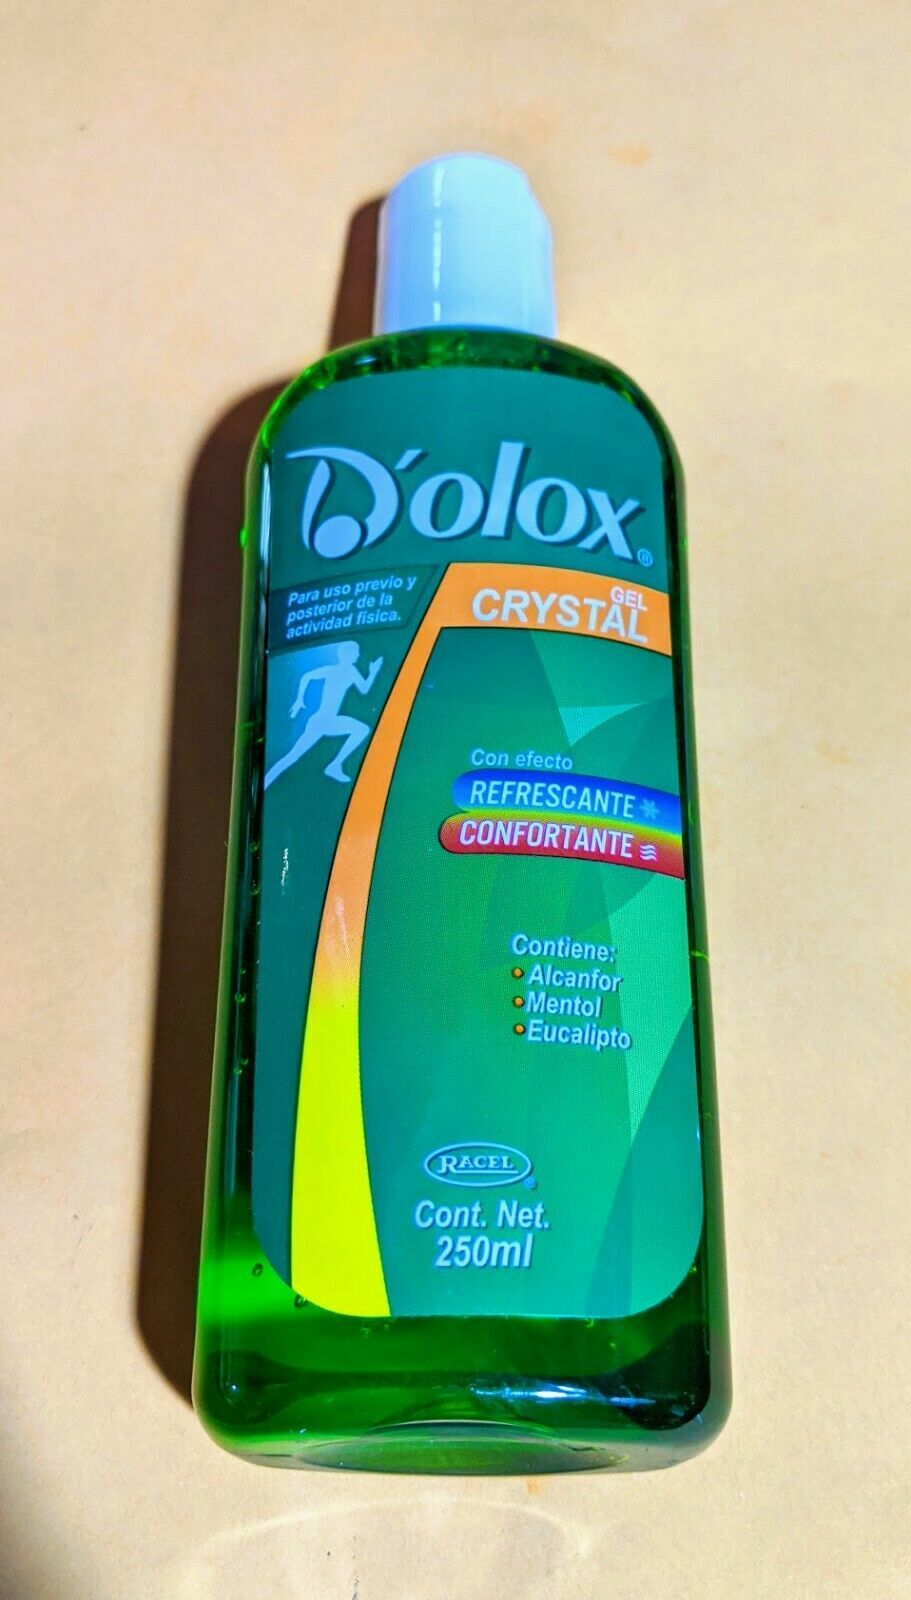 D'olox®
Para uso previo y
posterior de la
actividad física.
GEL
CRYSTAL
Con efecto
REFRESCANTE
CONFORTANTE
Contiene:
• Alcanfor
• Mentol
• Eucalipto
RACEL®
Cont. Net.
250ml